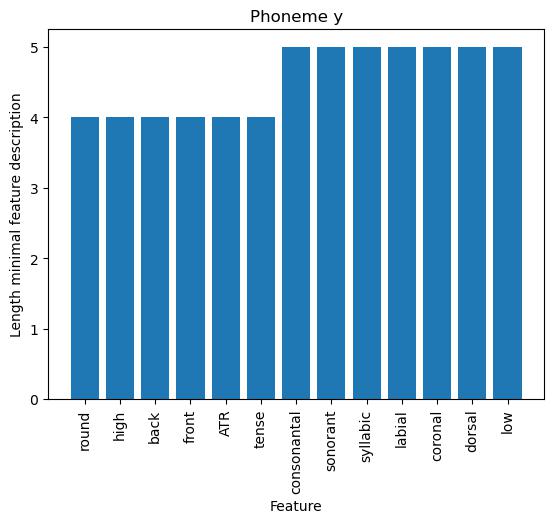 Phoneme y
Length minimal feature description
5
4
3
2
1
0
round
high
back
front
ATR
tense
consonantal
sonorant
syllabic
labial
coronal
dorsal
low
Feature